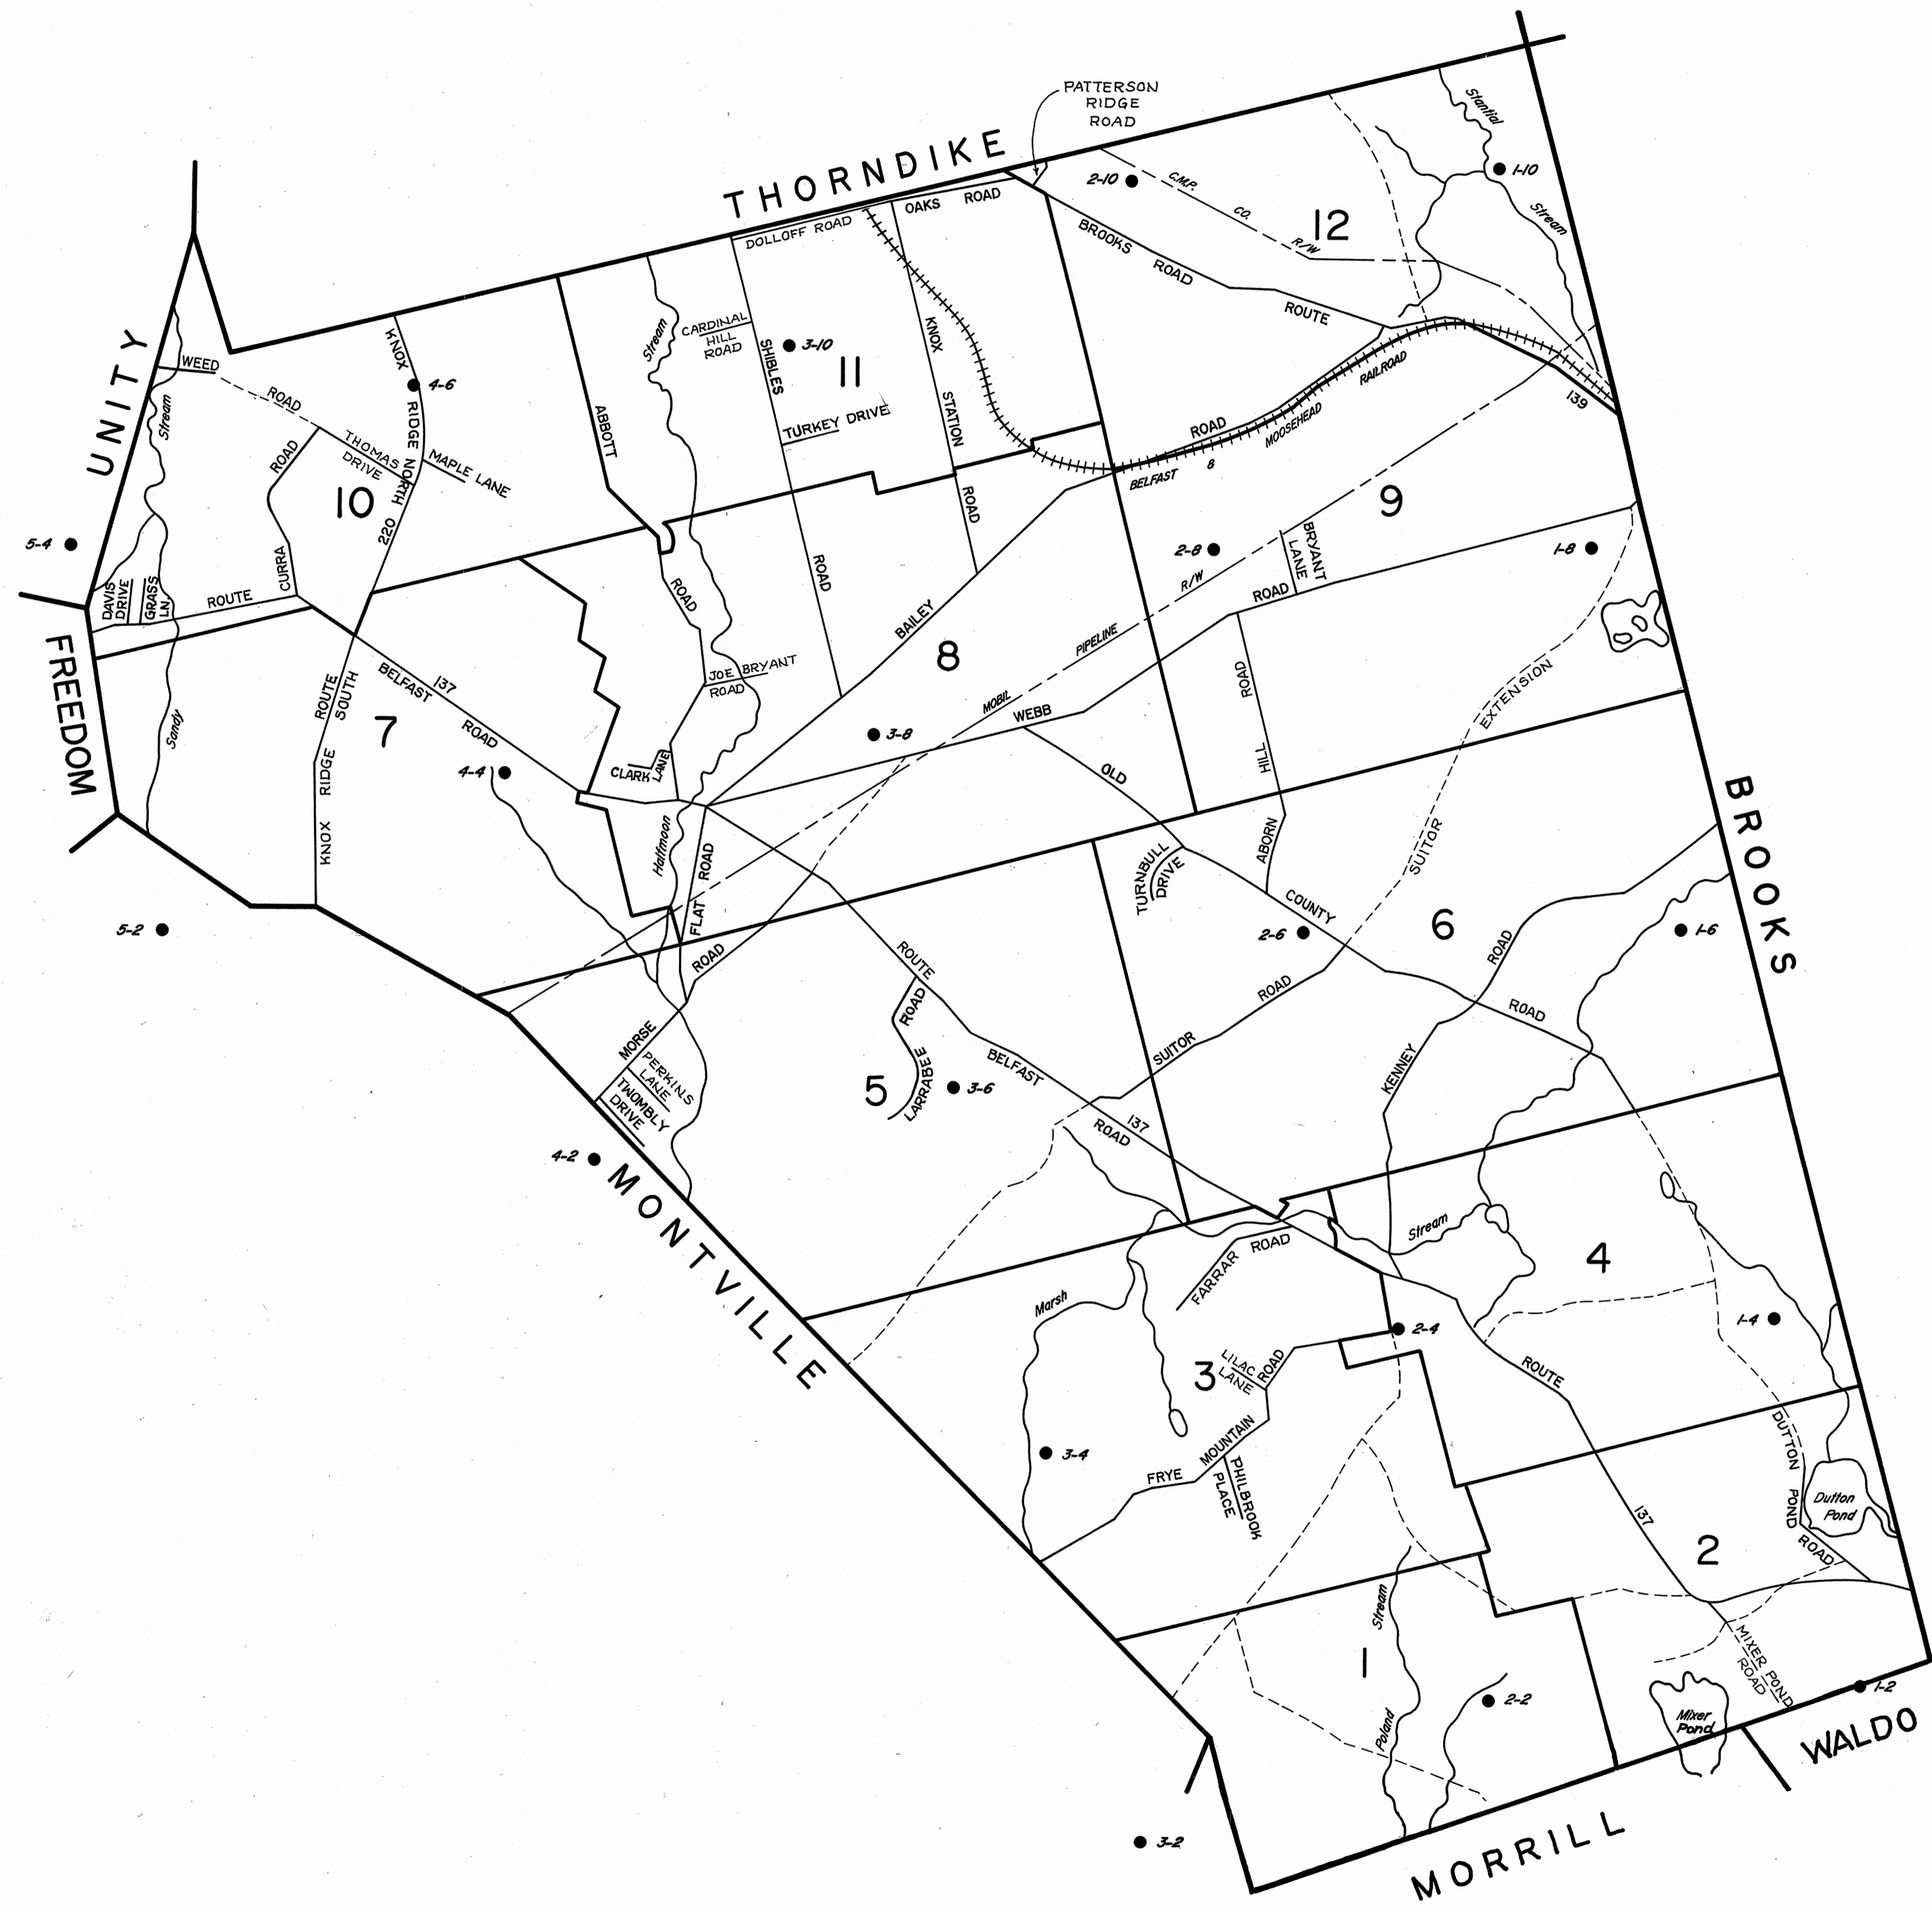 PATTERSON
RIDGE
ROAD
THORNDIKE
Stantial
Stream
1-10
2-10
C.M.P.
CO.
R/W
12
OAKS ROAD
DOLLOFF ROAD
BROOKS ROAD
ROUTE
139
CARDINAL
HILL
ROAD
Stream
SHIBLES
3-10
11
KNOX
STATION
ROAD
TURKEY DRIVE
ABBOTT
RAILROAD
MOOSEHEAD
ROAD
8
BELFAST
UNITY
WEED
ROAD
Stream
KNOX
4-6
RIDGE NORTH
THOMAS
DRIVE
MAPLE LANE
ROAD
10
220
CURRA
5-4
DAVIS
DRIVE
GRASS
LN
ROUTE
9
2-8
1-8
R/W
BRYANT
LANE
ROAD
ROAD
ROAD
BAILEY
8
PIPELINE
FREEDOM
ROUTE
SOUTH
BELFAST
137
ROAD
JOE BRYANT
ROAD
7
Sandy
MOBIL
WEBB
ROAD
HILL
EXTENSION
3-8
4-4
CLARK
LANE
OLD
KNOX RIDGE
BROOKS
Halfmoon
ROAD
FLAT
TURNBULL
DRIVE
ABORN
SUITOR
COUNTY
6
1-6
2-6
5-2
ROAD
ROUTE
ROAD
ROAD
ROAD
ROAD
MORSE
PERKINS
LANE
TWOMBLY
DRIVE
5
LARRABEE
3-6
BELFAST
SUITOR
KENNEY
137
ROAD
4-2
MONTVILLE
Stream
FARRAR ROAD
4
Marsh
1-4
2-4
3
LILAC
LANE
ROAD
ROUTE
MOUNTAIN
3-4
FRYE
PHILBROOK
PLACE
DUTTON
POND
ROAD
Dutton
Pond
137
2
Stream
1
MIXER POND
ROAD
1-2
2-2
Poland
Mixer
Pond
WALDO
3-2
MORRILL